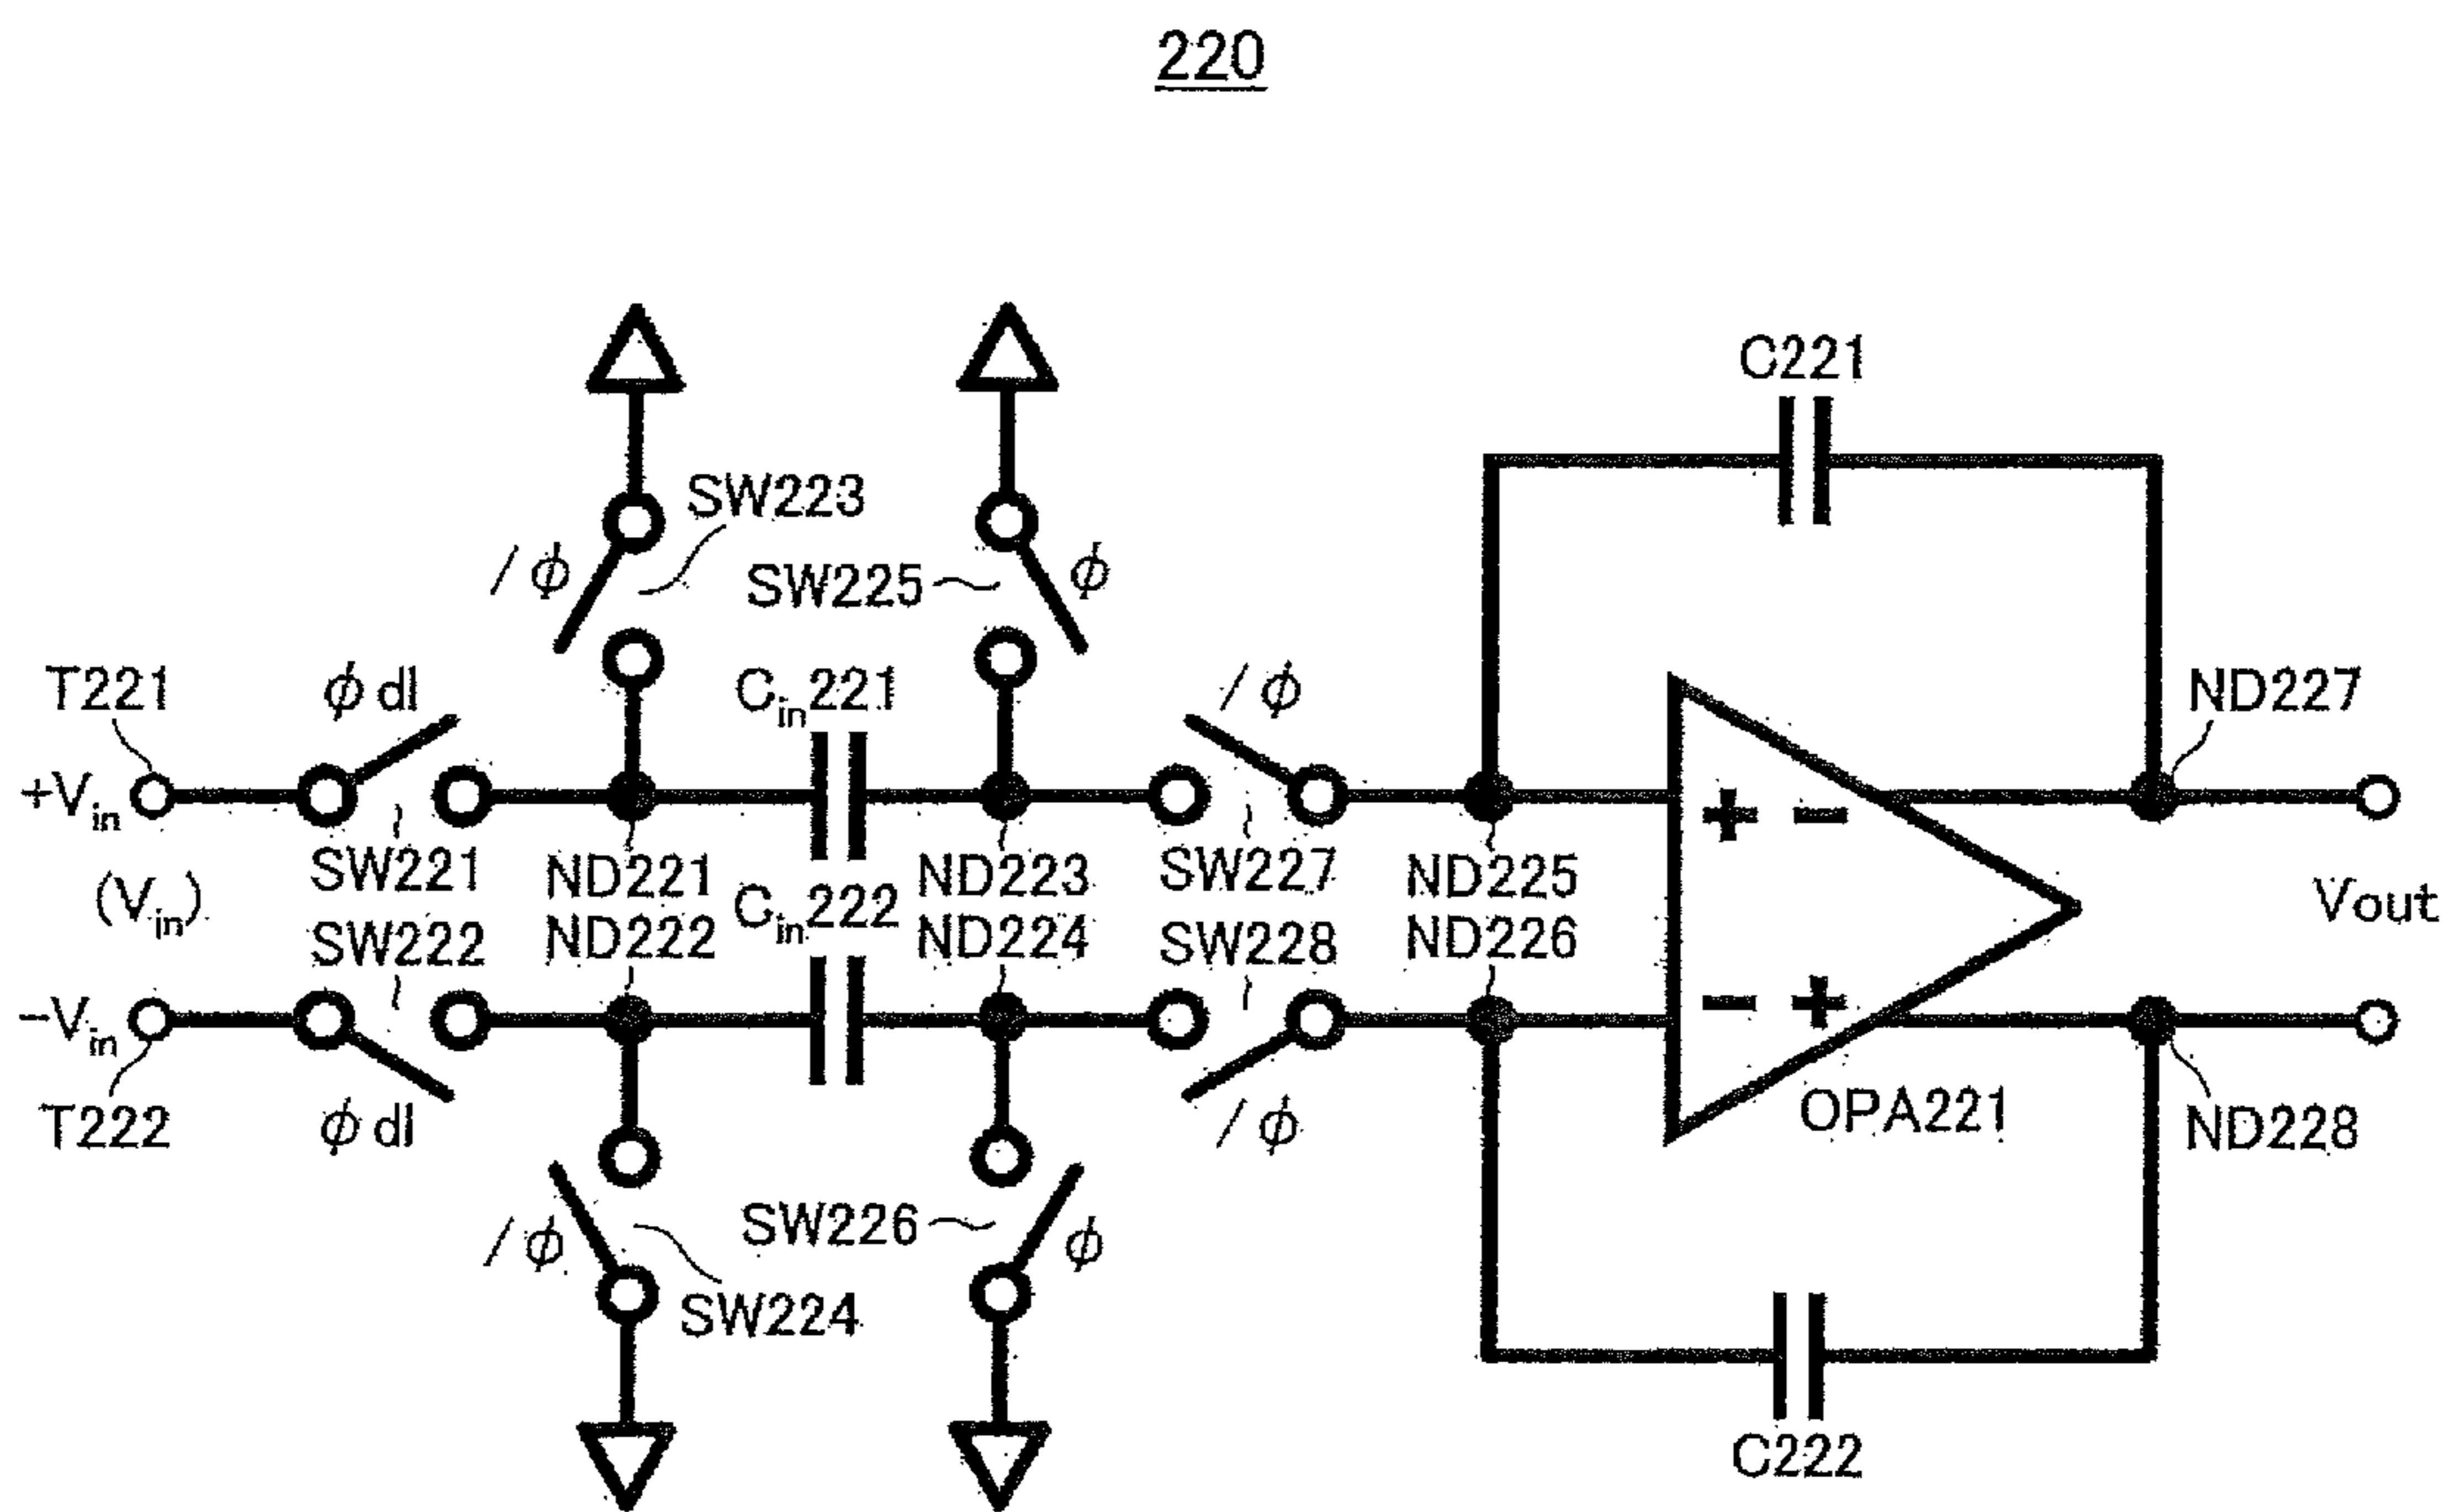 220
C221
SW223
/φ
SW225
φ
T221
φdl
Cin221
/φ
ND227
+Vin
+ -
SW221
ND221
ND223
SW227
ND225
(Vin)
Cin222
Vout
SW222
ND222
ND224
SW228
ND226
-Vin
- +
T222
φdl
/φ
OPA221
ND228
SW226
/φ
φ
SW224
C222